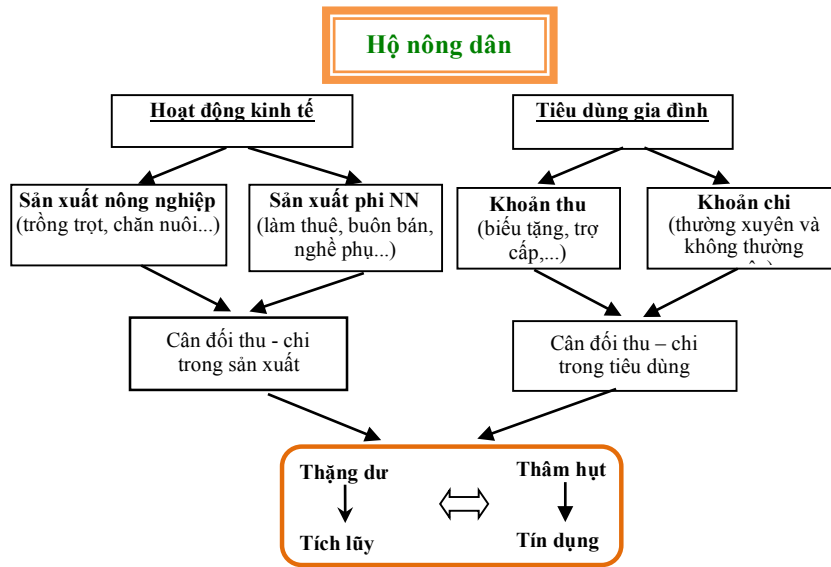 Hộ nông dân
Hoạt động kinh tế
Tiêu dùng gia đình
Sản xuất nông nghiệp
(trồng trọt, chăn nuôi...)
Sản xuất phi NN
(làm thuê, buôn bán,
nghề phụ...)
Khoản thu
(biếu tặng, trợ
cấp,...)
Khoản chi
(thường xuyên và
không thường
Cân đối thu - chi
trong sản xuất
Cân đối thu – chi
trong tiêu dùng
Thặng dư
Thâm hụt
Tích lũy
Tín dụng